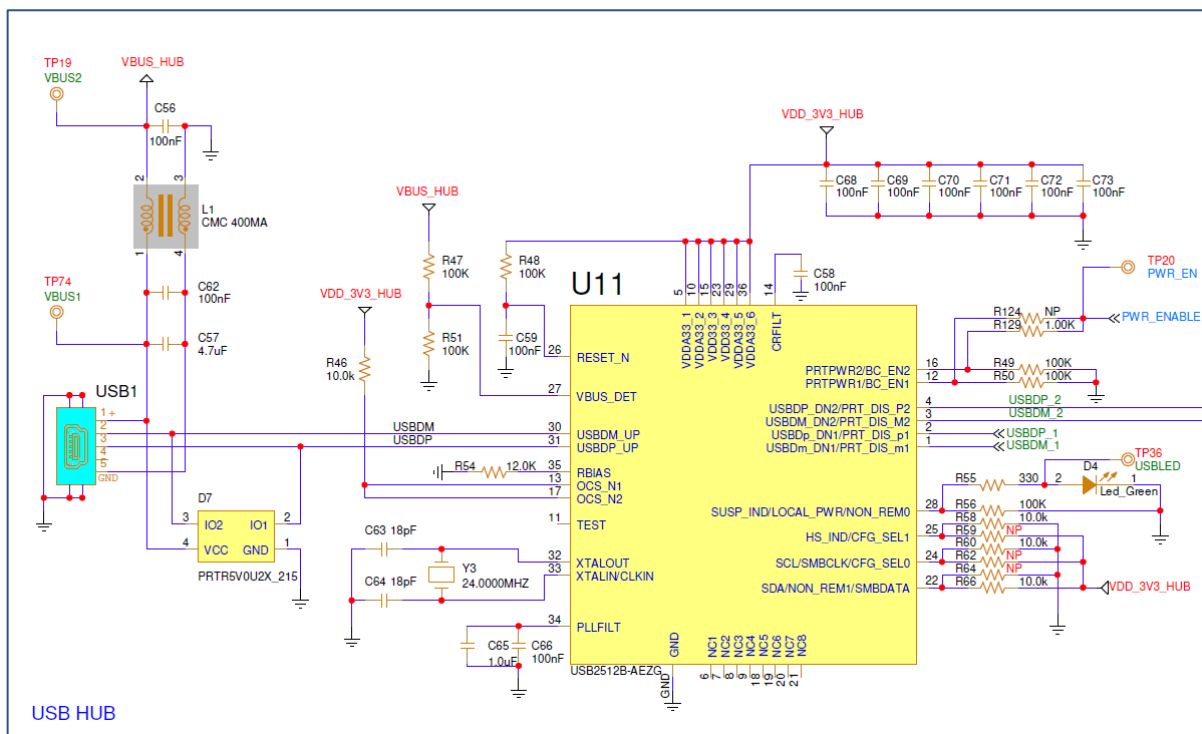 TP19
VBUS2
VBUS_HUB
C56
100nF
2
3
L1
CMC 400MA
1
4
TP74
VBUS1
C62
100nF
C57
4.7uF
USB1
1 +
2
3
4
5
GND
USBDM
USBDP
D7
3 IO2 IO1 2
4 VCC GND 1
PRTR5V0U2X_215
VBUS_HUB
R47
100K
R48
100K
VDD_3V3_HUB
R51
100K
C59
100nF
R46
10.0k
R54 12.0K
C63 18pF
C64 18pF
Y3
24.0000MHZ
C65
1.0uF
C66
100nF
U11
5 10 15 23 29 36 14
VDDA33_1
VDDA33_2
VDD33_3
VDD33_4
VDDA33_5
VDDA33_6
CRFILT
C58
100nF
26 RESET_N
27 VBUS_DET
30 USBDM_UP
31 USBDP_UP
35 RBIAS
13 OCS_N1
17 OCS_N2
11 TEST
32 XTALOUT
33 XTALIN/CLKIN
34 PLLFILT
PRTPWR2/BC_EN2 16
PRTPWR1/BC_EN1 12
USBDP_DN2/PRT_DIS_P2 4
USBDM_DN2/PRT_DIS_M2 3
USBDp_DN1/PRT_DIS_p1 2
USBDm_DN1/PRT_DIS_m1 1
SUSP_IND/LOCAL_PWR/NON_REM0 28
HS_IND/CFG_SEL1 25
SCL/SMBCLK/CFG_SEL0 24
SDA/NON_REM1/SMBDATA 22
GND
NC1
NC2
NC3
NC4
NC5
NC6
NC7
NC8
USB2512B-AEZG
GND
6 7 8 9 18 19 20 21
VDD_3V3_HUB
C68
100nF
C69
100nF
C70
100nF
C71
100nF
C72
100nF
C73
100nF
TP20
PWR_EN
R124 NP
R129 1.00K
PWR_ENABLE
R49 100K
R50 100K
USBDP_2
USBDM_2
USBDP_1
USBDM_1
TP36
USBLED
R55 330
2 D4 1
Led_Green
R56 100K
R58 10.0k
R59 NP
R60 10.0k
R62 NP
R64 NP
R66 10.0k
VDD_3V3_HUB
USB HUB